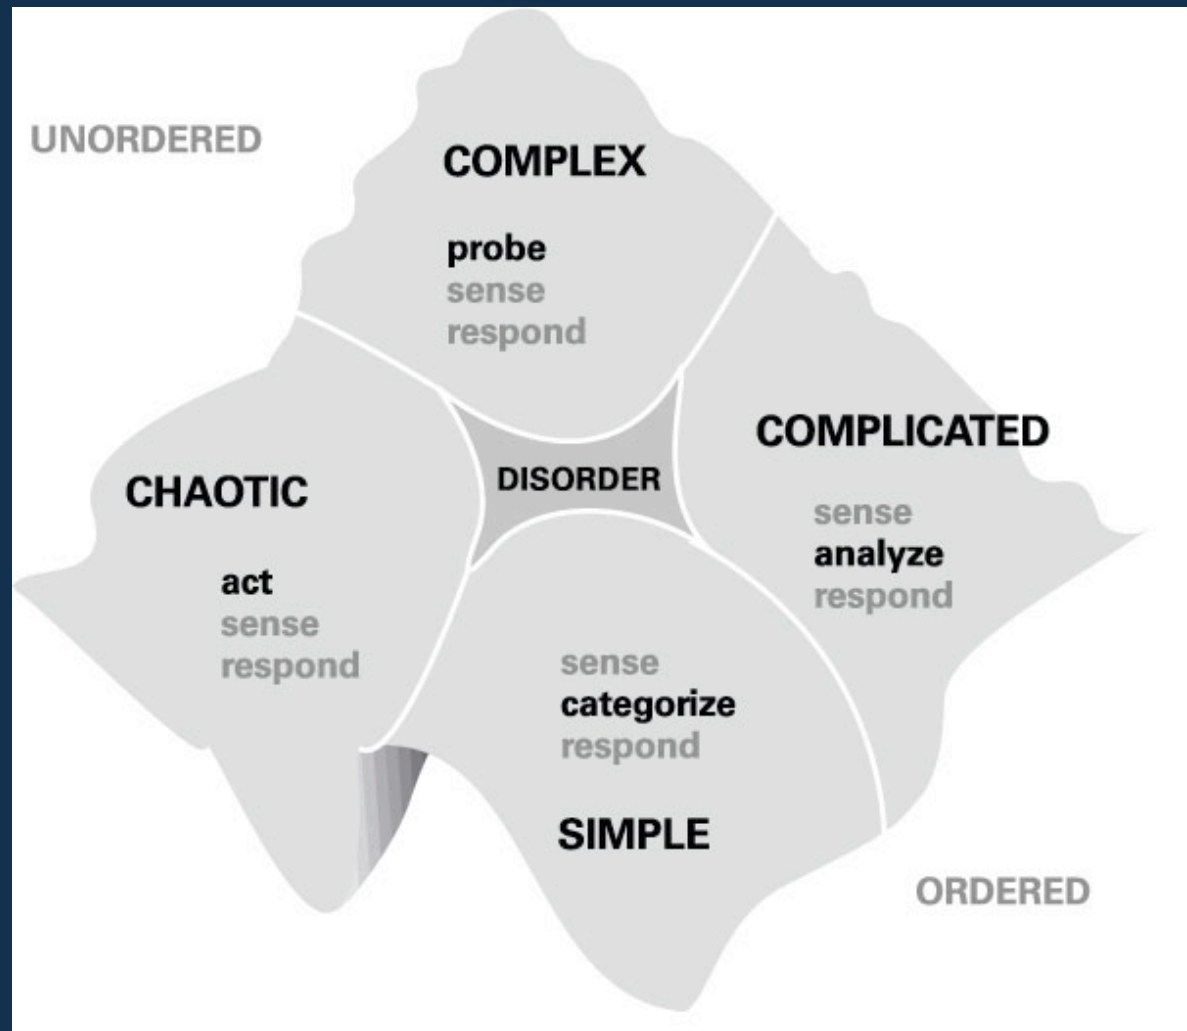 UNORDERED
COMPLEX
probe
sense
respond
COMPLICATED
sense
analyze
respond
DISORDER
CHAOTIC
act
sense
respond
sense
categorize
respond
SIMPLE
ORDERED